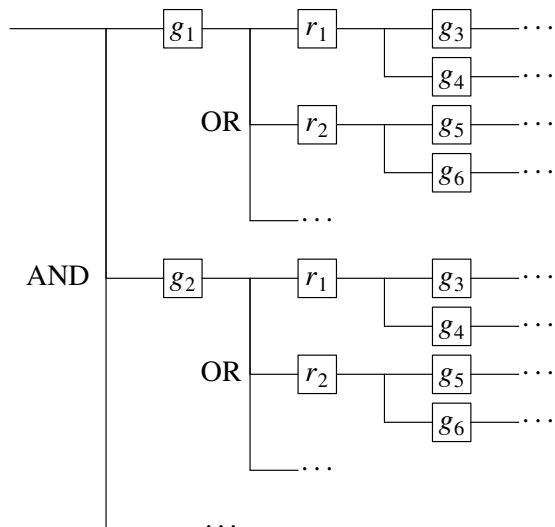 g₁ r₁ g₃ ⋯
g₄ ⋯
OR r₂ g₅ ⋯
g₆ ⋯
⋯
AND g₂ r₁ g₃ ⋯
g₄ ⋯
OR r₂ g₅ ⋯
g₆ ⋯
⋯
⋯